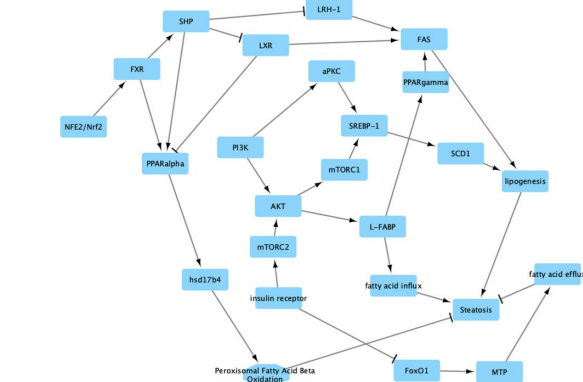 LRH-1
SHP
LXR
FAS
FXR
aPKC
PPARgamma
NFE2/Nrf2
SREBP-1
PPARalpha
PI3K
SCD1
mTORC1
lipogenesis
AKT
L-FABP
mTORC2
hsd17b4
fatty acid influx
fatty acid efflux
insulin receptor
Steatosis
Peroxisomal Fatty Acid Beta
Oxidation
FoxO1
MTP